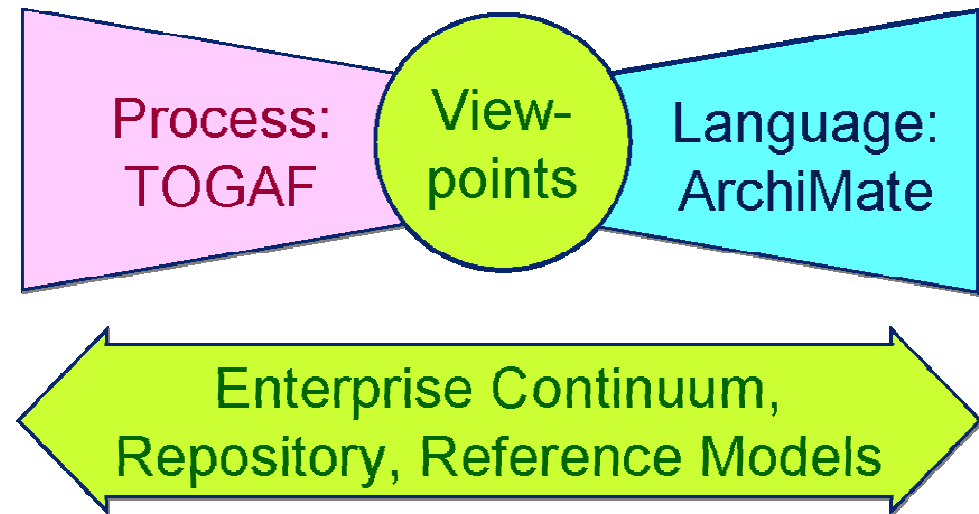 Process:
TOGAF
View-
points
Language:
ArchiMate
Enterprise Continuum,
Repository, Reference Models